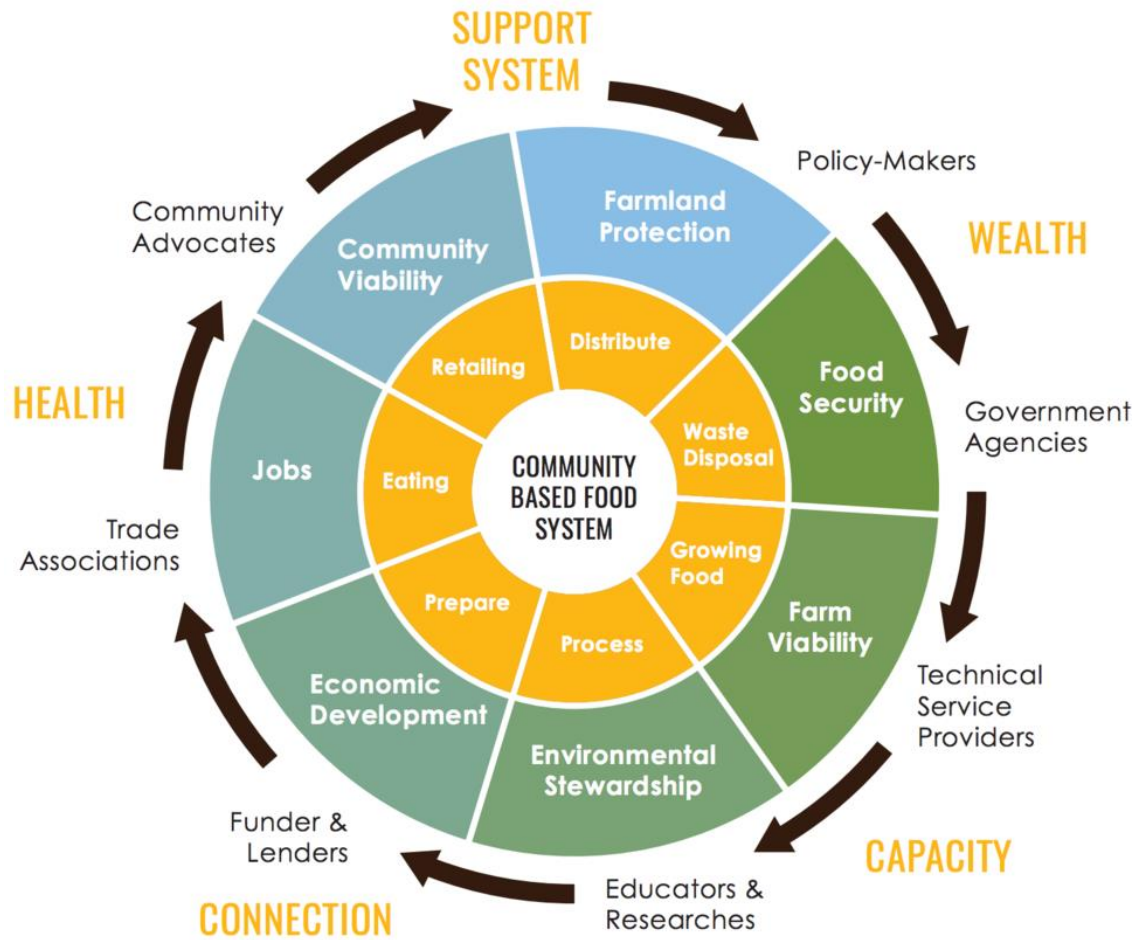 SUPPORT
SYSTEM
Policy-Makers
WEALTH
Government
Agencies
Technical
Service
Providers
CAPACITY
Educators &
Researches
CONNECTION
Funder &
Lenders
Trade
Associations
HEALTH
Community
Advocates
Farmland
Protection
Food
Security
Farm
Viability
Environmental
Stewardship
Economic
Development
Jobs
Community
Viability
Distribute
Waste
Disposal
Growing
Food
Process
Prepare
Eating
Retailing
COMMUNITY
BASED FOOD
SYSTEM